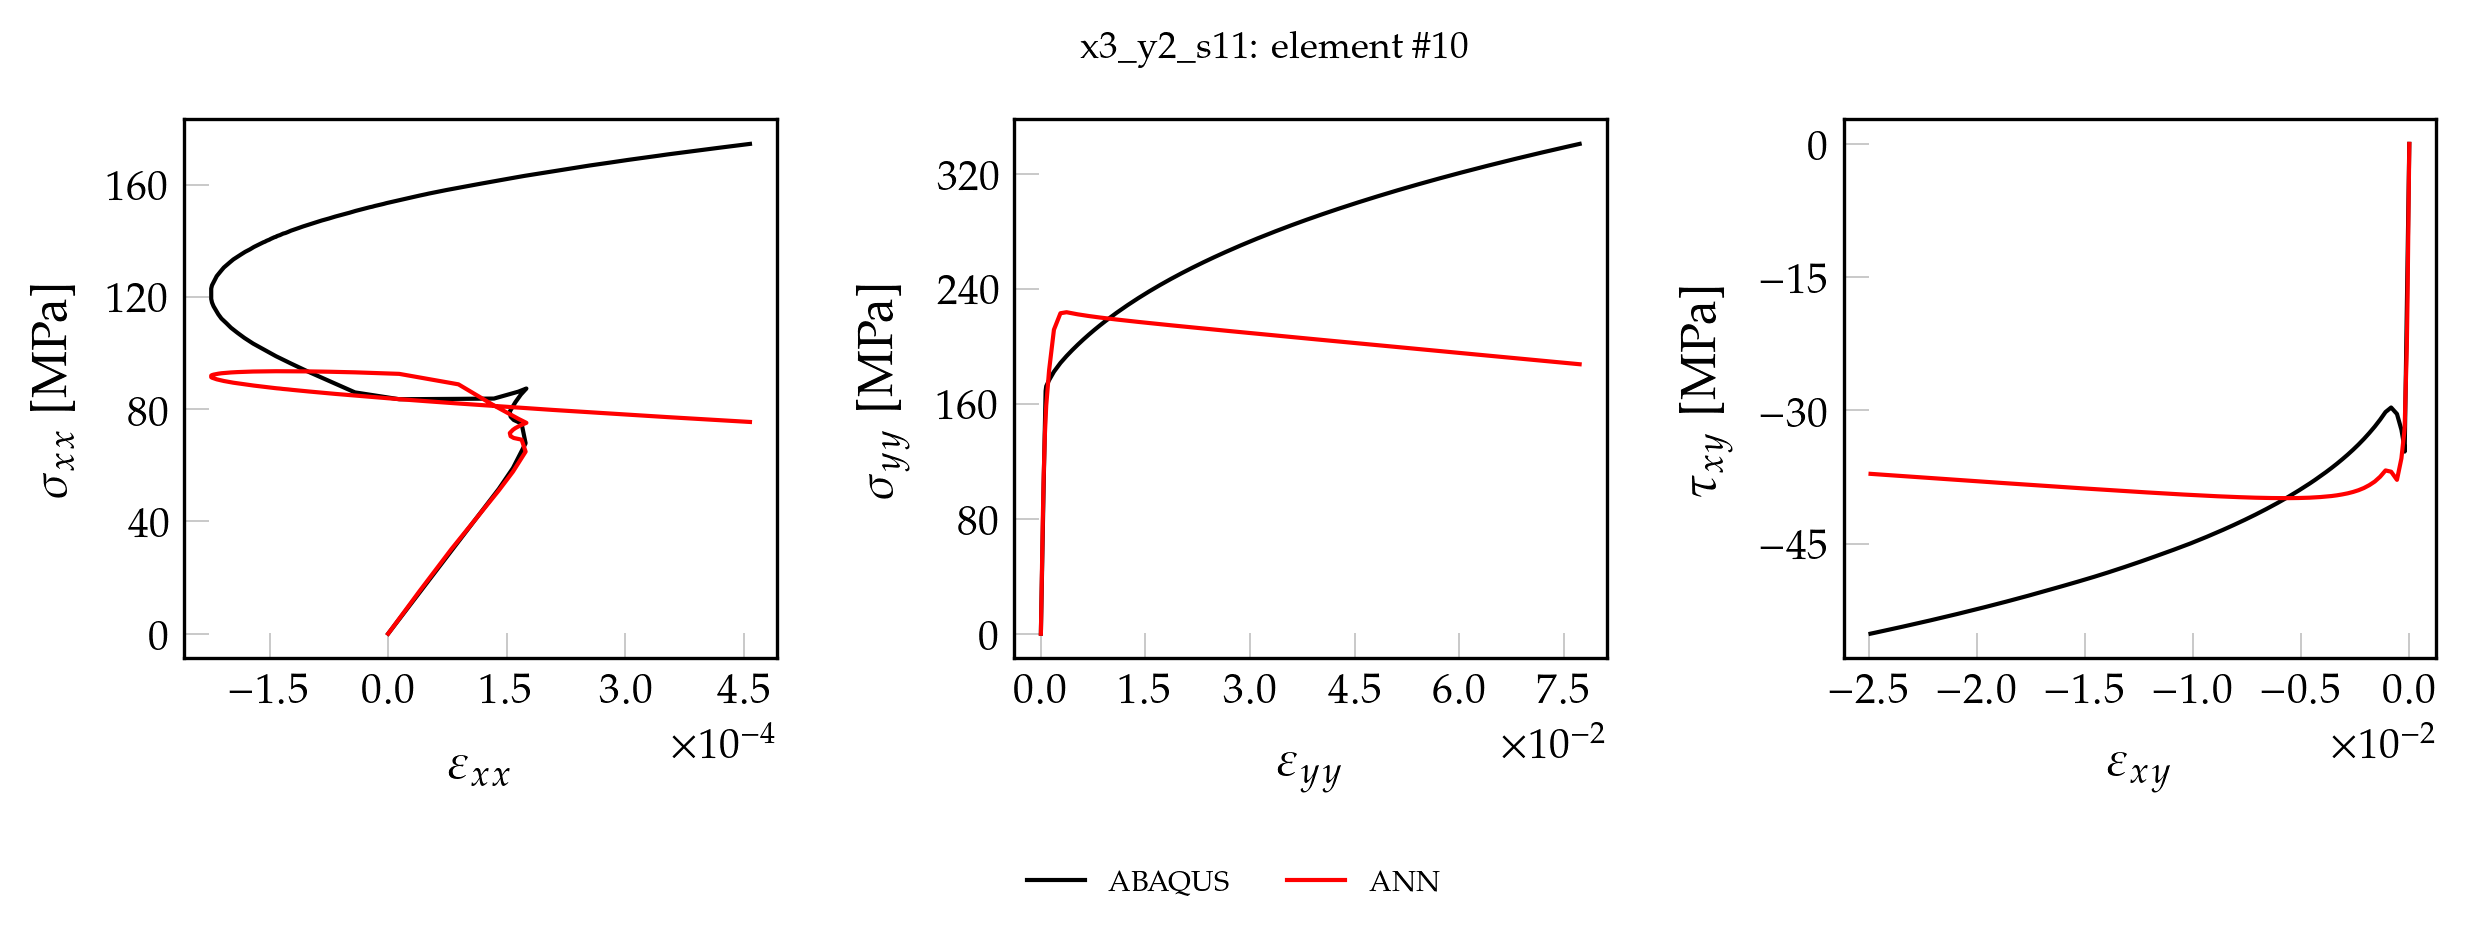 x3_y2_s11: element #10
σxx [MPa]
160
120
80
40
0
−1.5 0.0 1.5 3.0 4.5
×10−4
εxx
σyy [MPa]
320
240
160
80
0
0.0 1.5 3.0 4.5 6.0 7.5
×10−2
εyy
τxy [MPa]
0
−15
−30
−45
−2.5 −2.0 −1.5 −1.0 −0.5 0.0
×10−2
εxy
ABAQUS ANN